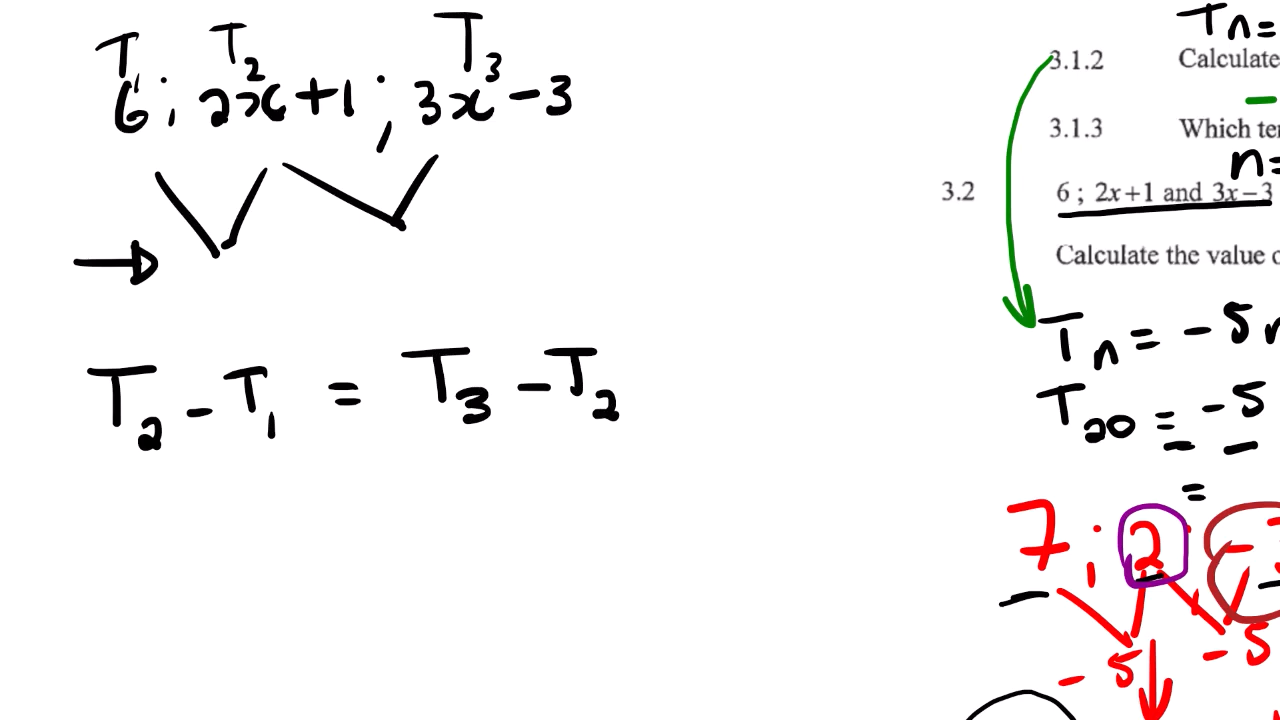 T₁ T₂ T₃
6 ; 2x+1 ; 3x-3
T₂ - T₁ = T₃ - T₂
Tn=
3.1.2 Calculate
3.1.3
n=
3.2 6 ; 2x+1 and 3x-3
Calculate the value
Tn = -5
T₂₀ = -5
=
7 ; 2 ; -
-5 -5